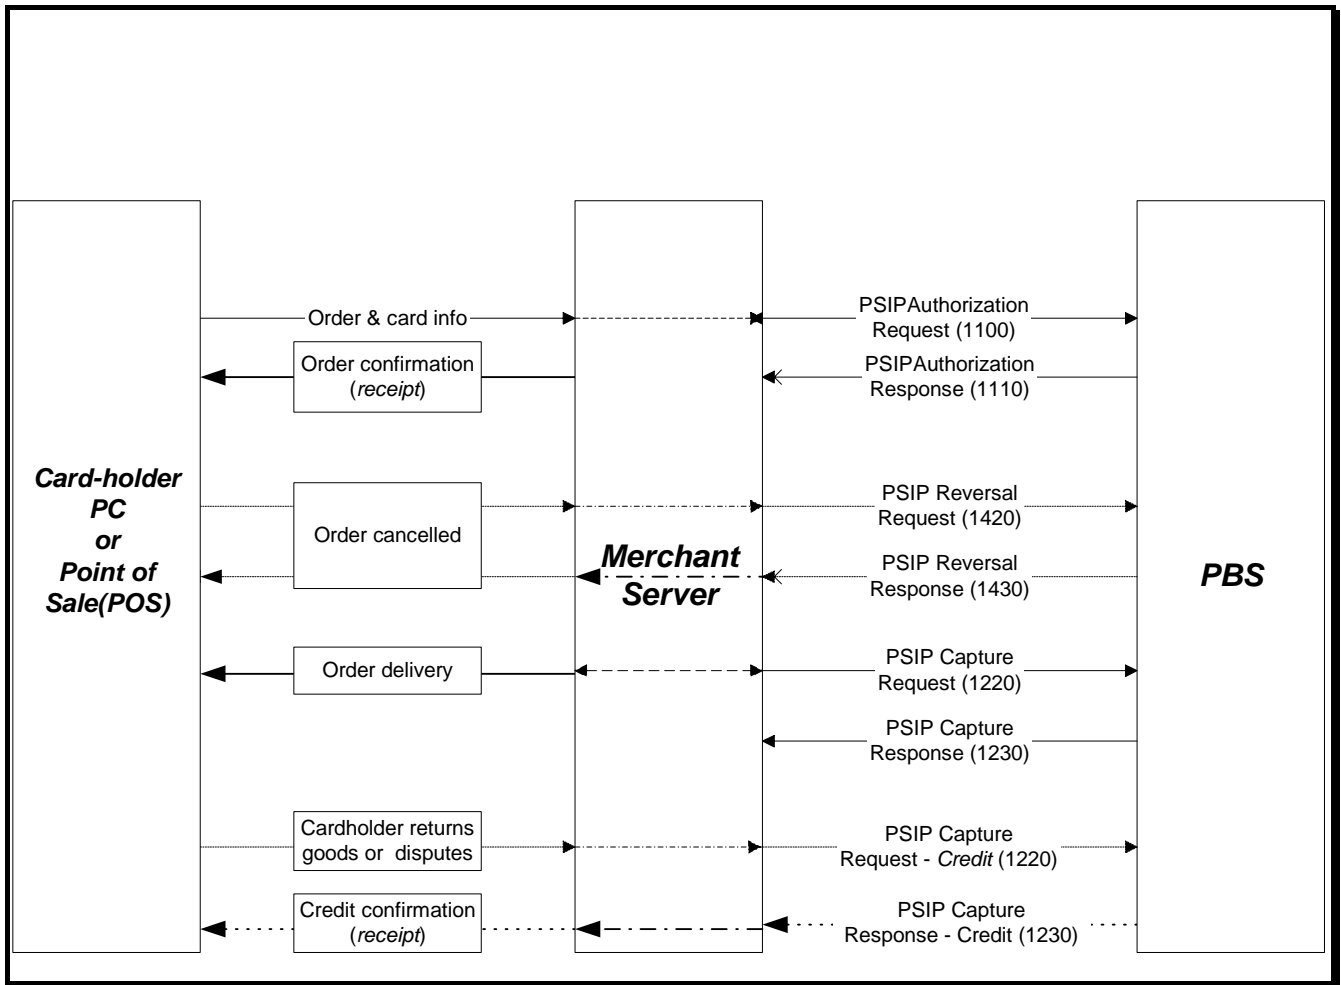 Order & card info
PSIPAuthorization
Request (1100)
Order confirmation
(receipt)
PSIPAuthorization
Response (1110)
Card-holder
PC
or
Point of
Sale(POS)
Order cancelled
Merchant
Server
PSIP Reversal
Request (1420)
PSIP Reversal
Response (1430)
PBS
Order delivery
PSIP Capture
Request (1220)
PSIP Capture
Response (1230)
Cardholder returns
goods or disputes
PSIP Capture
Request - Credit (1220)
Credit confirmation
(receipt)
PSIP Capture
Response - Credit (1230)